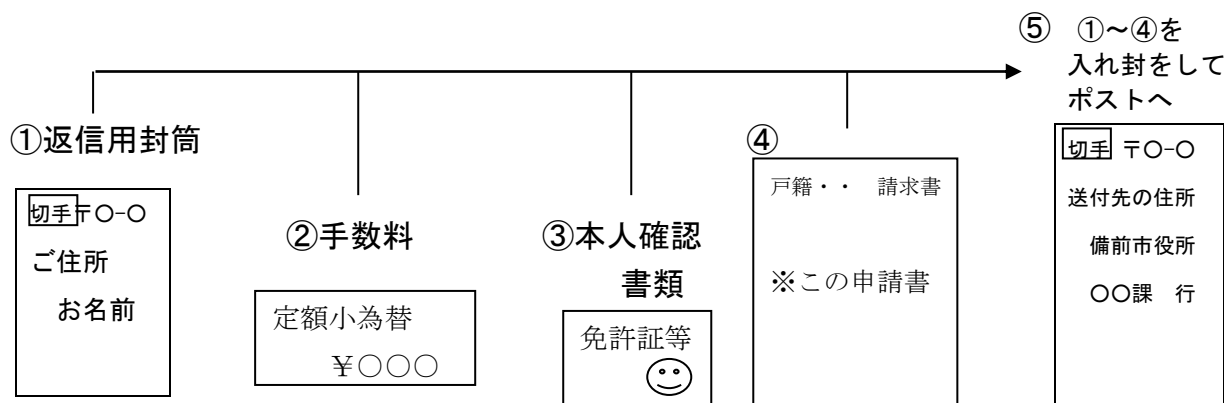 ①返信用封筒
切手〒○-○
ご住所
お名前
②手数料
定額小為替
￥○○○
③本人確認
書類
免許証等
④
戸籍・・　請求書
※この申請書
⑤　①～④を
入れ封をして
ポストへ
切手 〒○-○
送付先の住所
備前市役所
○○課　行